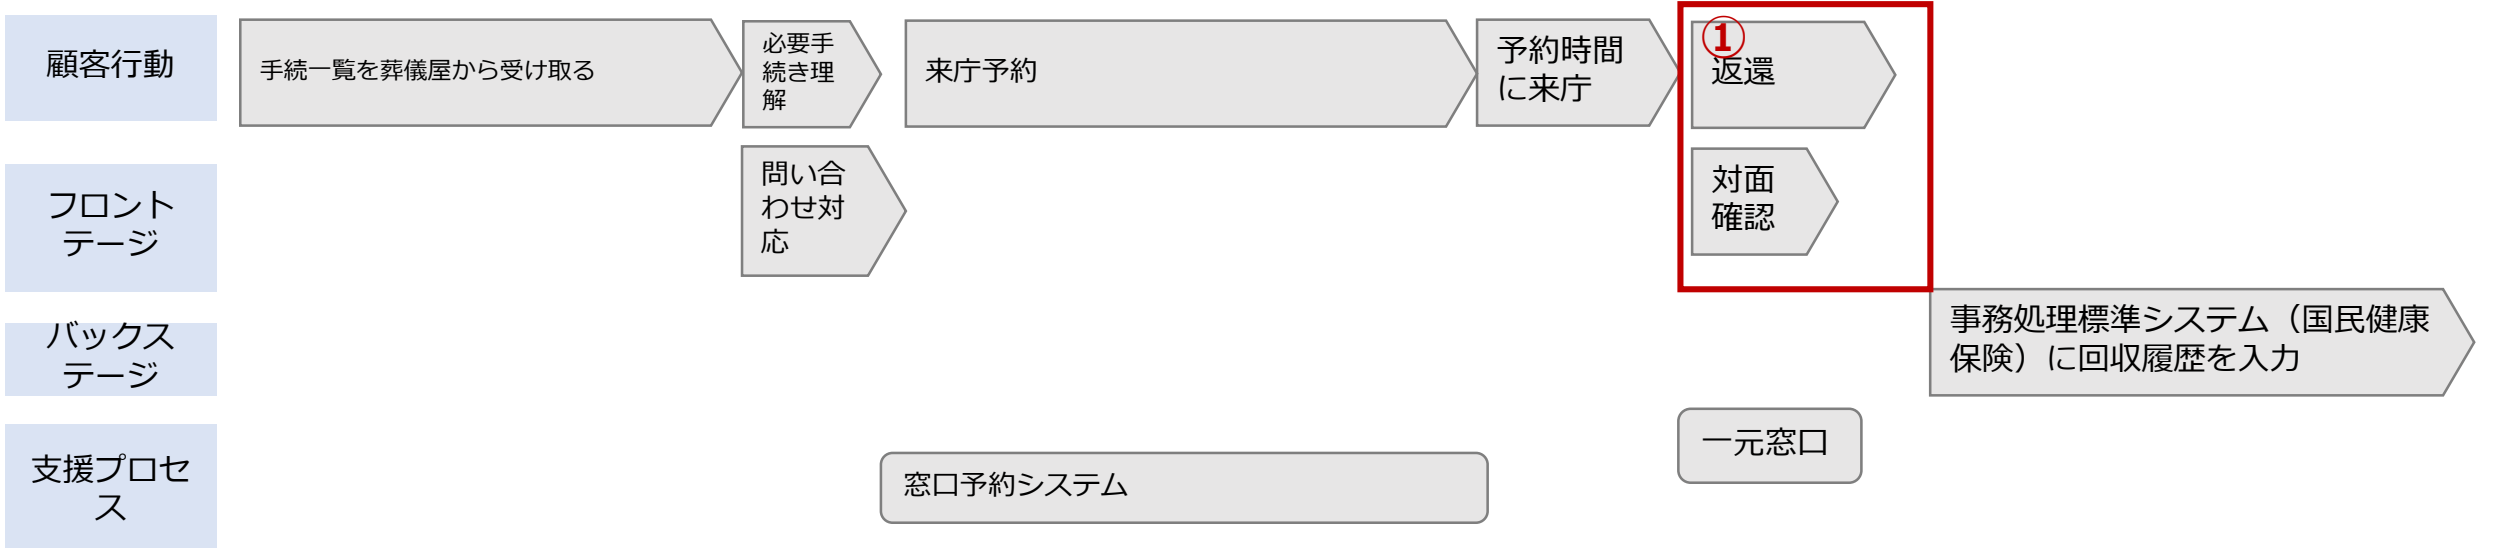 顧客行動
手続一覧を葬儀屋から受け取る
必要手
続き理
解
来庁予約
予約時間
に来庁
①
返還
フロント
ステージ
問い合
わせ対
応
対面
確認
バックス
テージ
事務処理標準システム（国民健康
保険）に回収履歴を入力
支援プロセ
ス
窓口予約システム
一元窓口